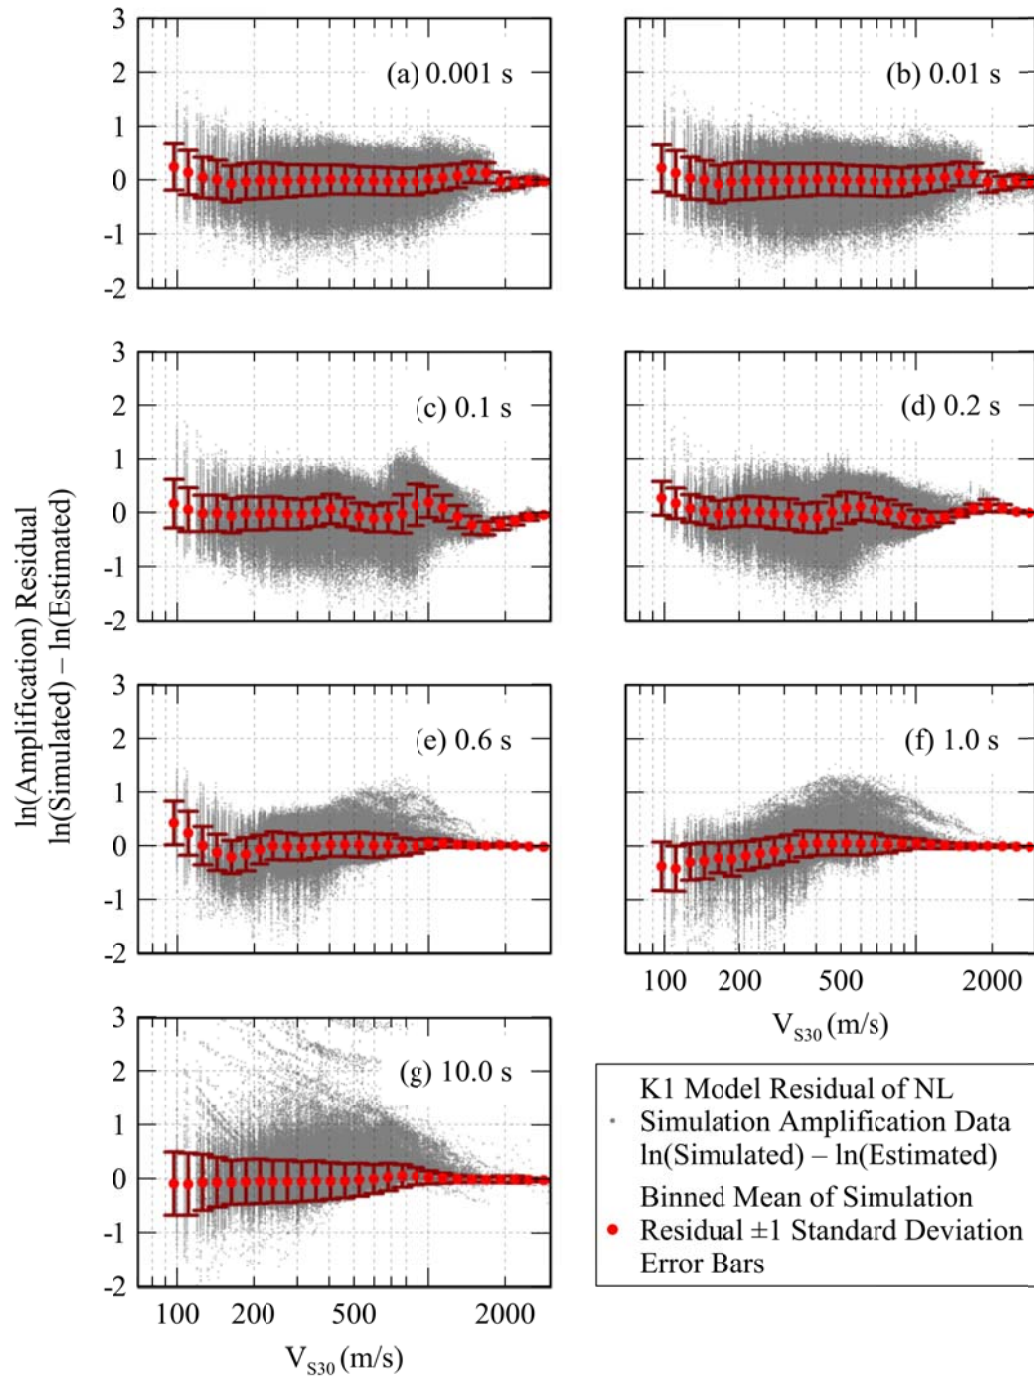 ln(Amplification) Residual
ln(Simulated) – ln(Estimated)
3
2
1
0
-1
-2
(a) 0.001 s
(b) 0.01 s
3
2
1
0
-1
-2
(c) 0.1 s
(d) 0.2 s
3
2
1
0
-1
-2
(e) 0.6 s
(f) 1.0 s
100 200 500 2000
V_S30 (m/s)
3
2
1
0
-1
-2
(g) 10.0 s
100 200 500 2000
V_S30 (m/s)
K1 Model Residual of NL
Simulation Amplification Data
ln(Simulated) – ln(Estimated)
Binned Mean of Simulation
Residual ±1 Standard Deviation
Error Bars